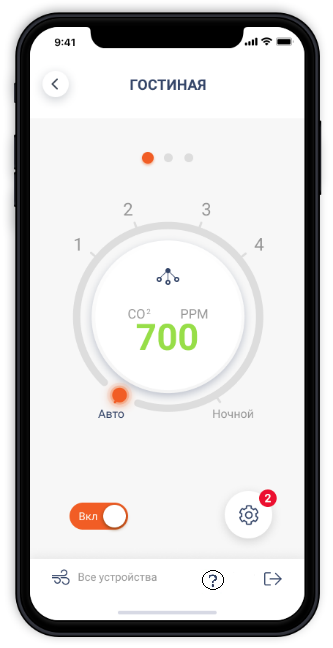 9:41
ГОСТИНАЯ
2 3
1 4
CO² PPM
700
Авто Ночной
2
Вкл
Все устройства ?